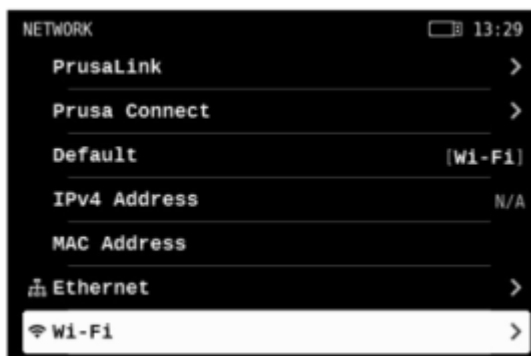 NETWORK 13:29
PrusaLink >
Prusa Connect >
Default [Wi-Fi]
IPv4 Address N/A
MAC Address
Ethernet >
Wi-Fi >